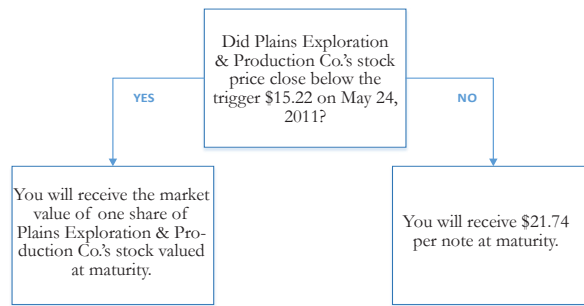 Did Plains Exploration
& Production Co.'s stock
price close below the
trigger $15.22 on May 24,
2011?
YES
NO
You will receive the market
value of one share of
Plains Exploration & Pro-
duction Co.'s stock valued
at maturity.
You will receive $21.74
per note at maturity.